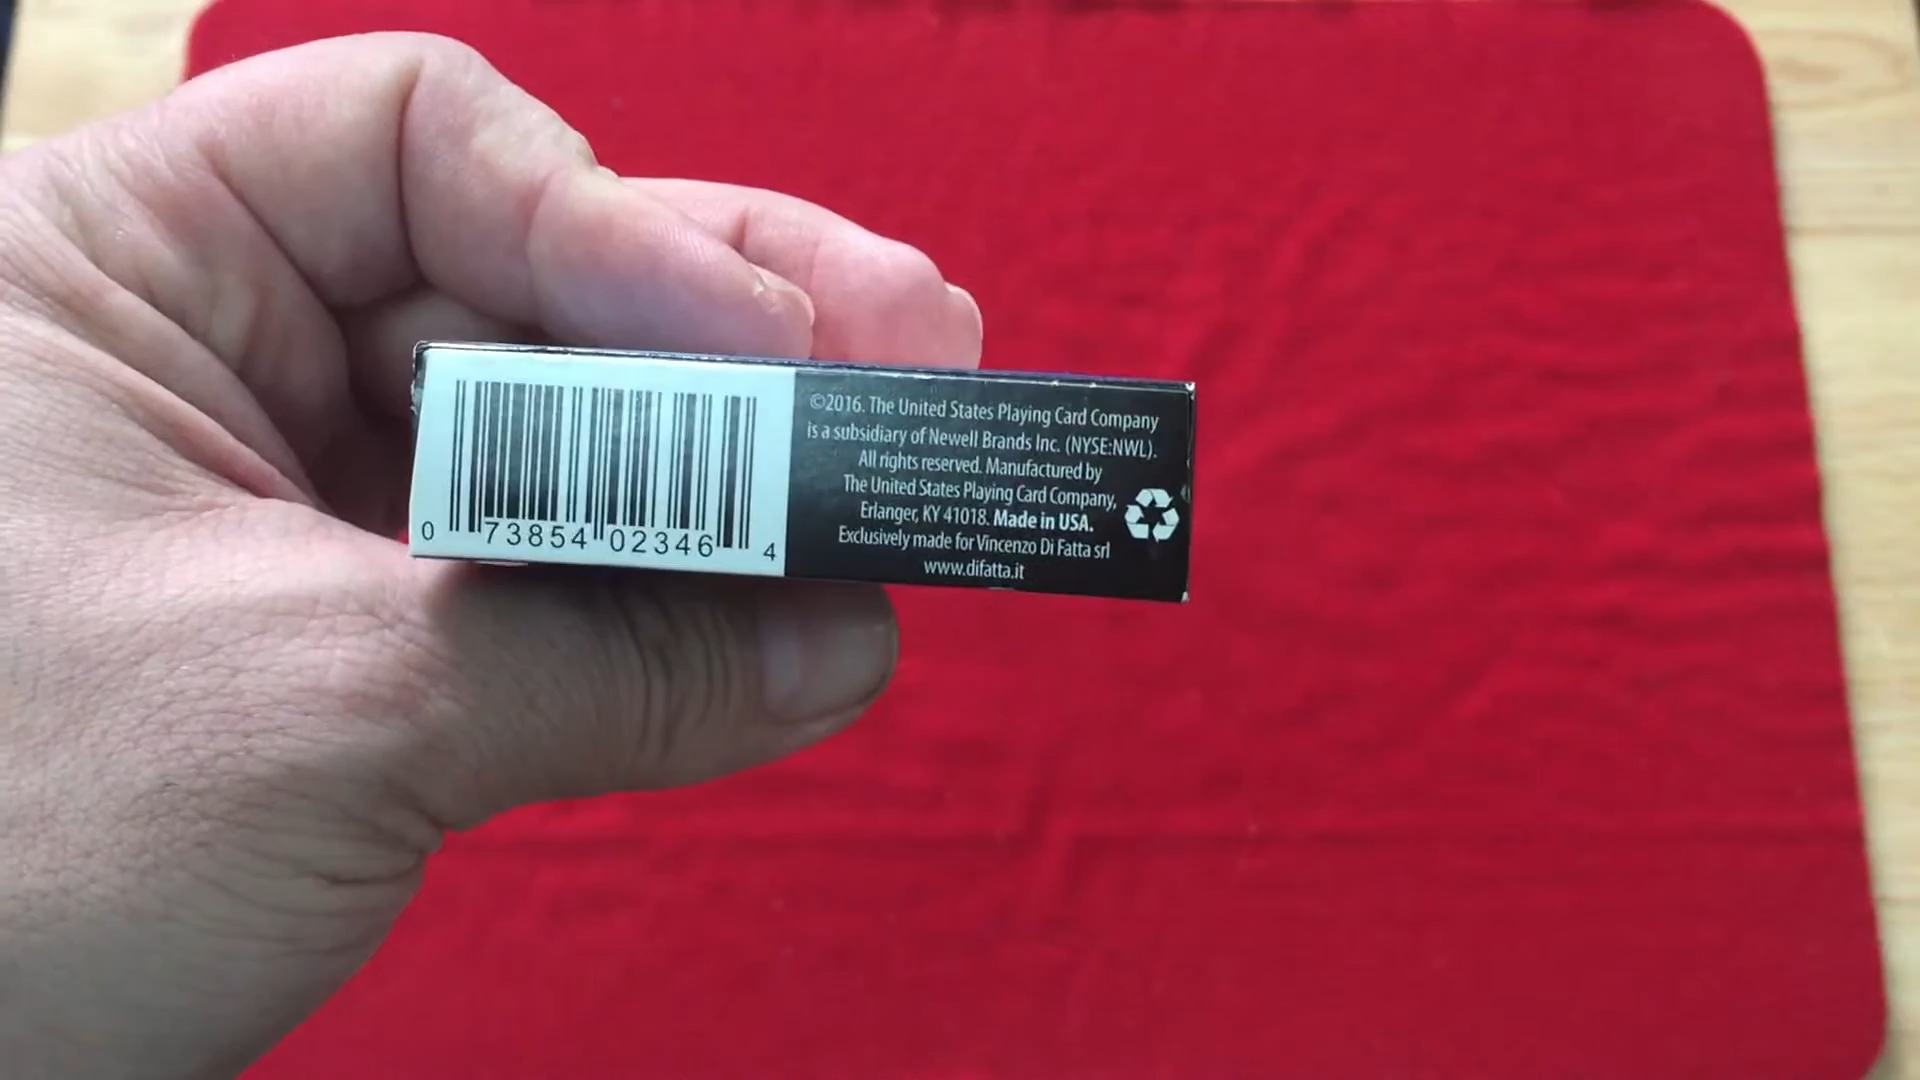 0 73854 02346 4
©2016. The United States Playing Card Company
is a subsidiary of Newell Brands Inc. (NYSE:NWL).
All rights reserved. Manufactured by
The United States Playing Card Company,
Erlanger, KY 41018. Made in USA.
Exclusively made for Vincenzo Di Fatta srl
www.difatta.it